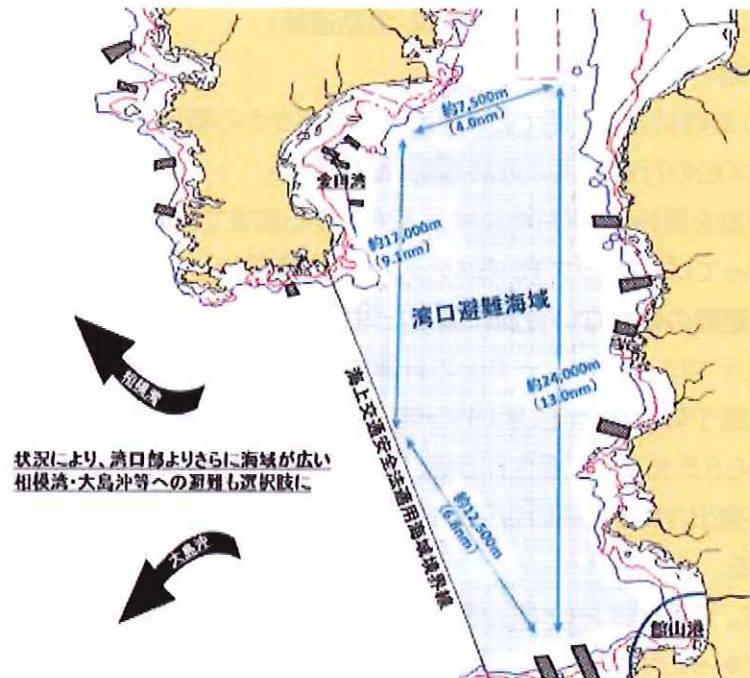 約7,500m
(4.0nm)
金田湾
約17,000m
(9.1nm)
湾口避難海域
相模湾
約24,000m
(13.0nm)
海上交通安全法適用海域境界線
状況により、湾口部よりさらに海域が広い
相模湾・大島沖等への避難も選択肢に
約12,500m
(6.8nm)
大島沖
館山港